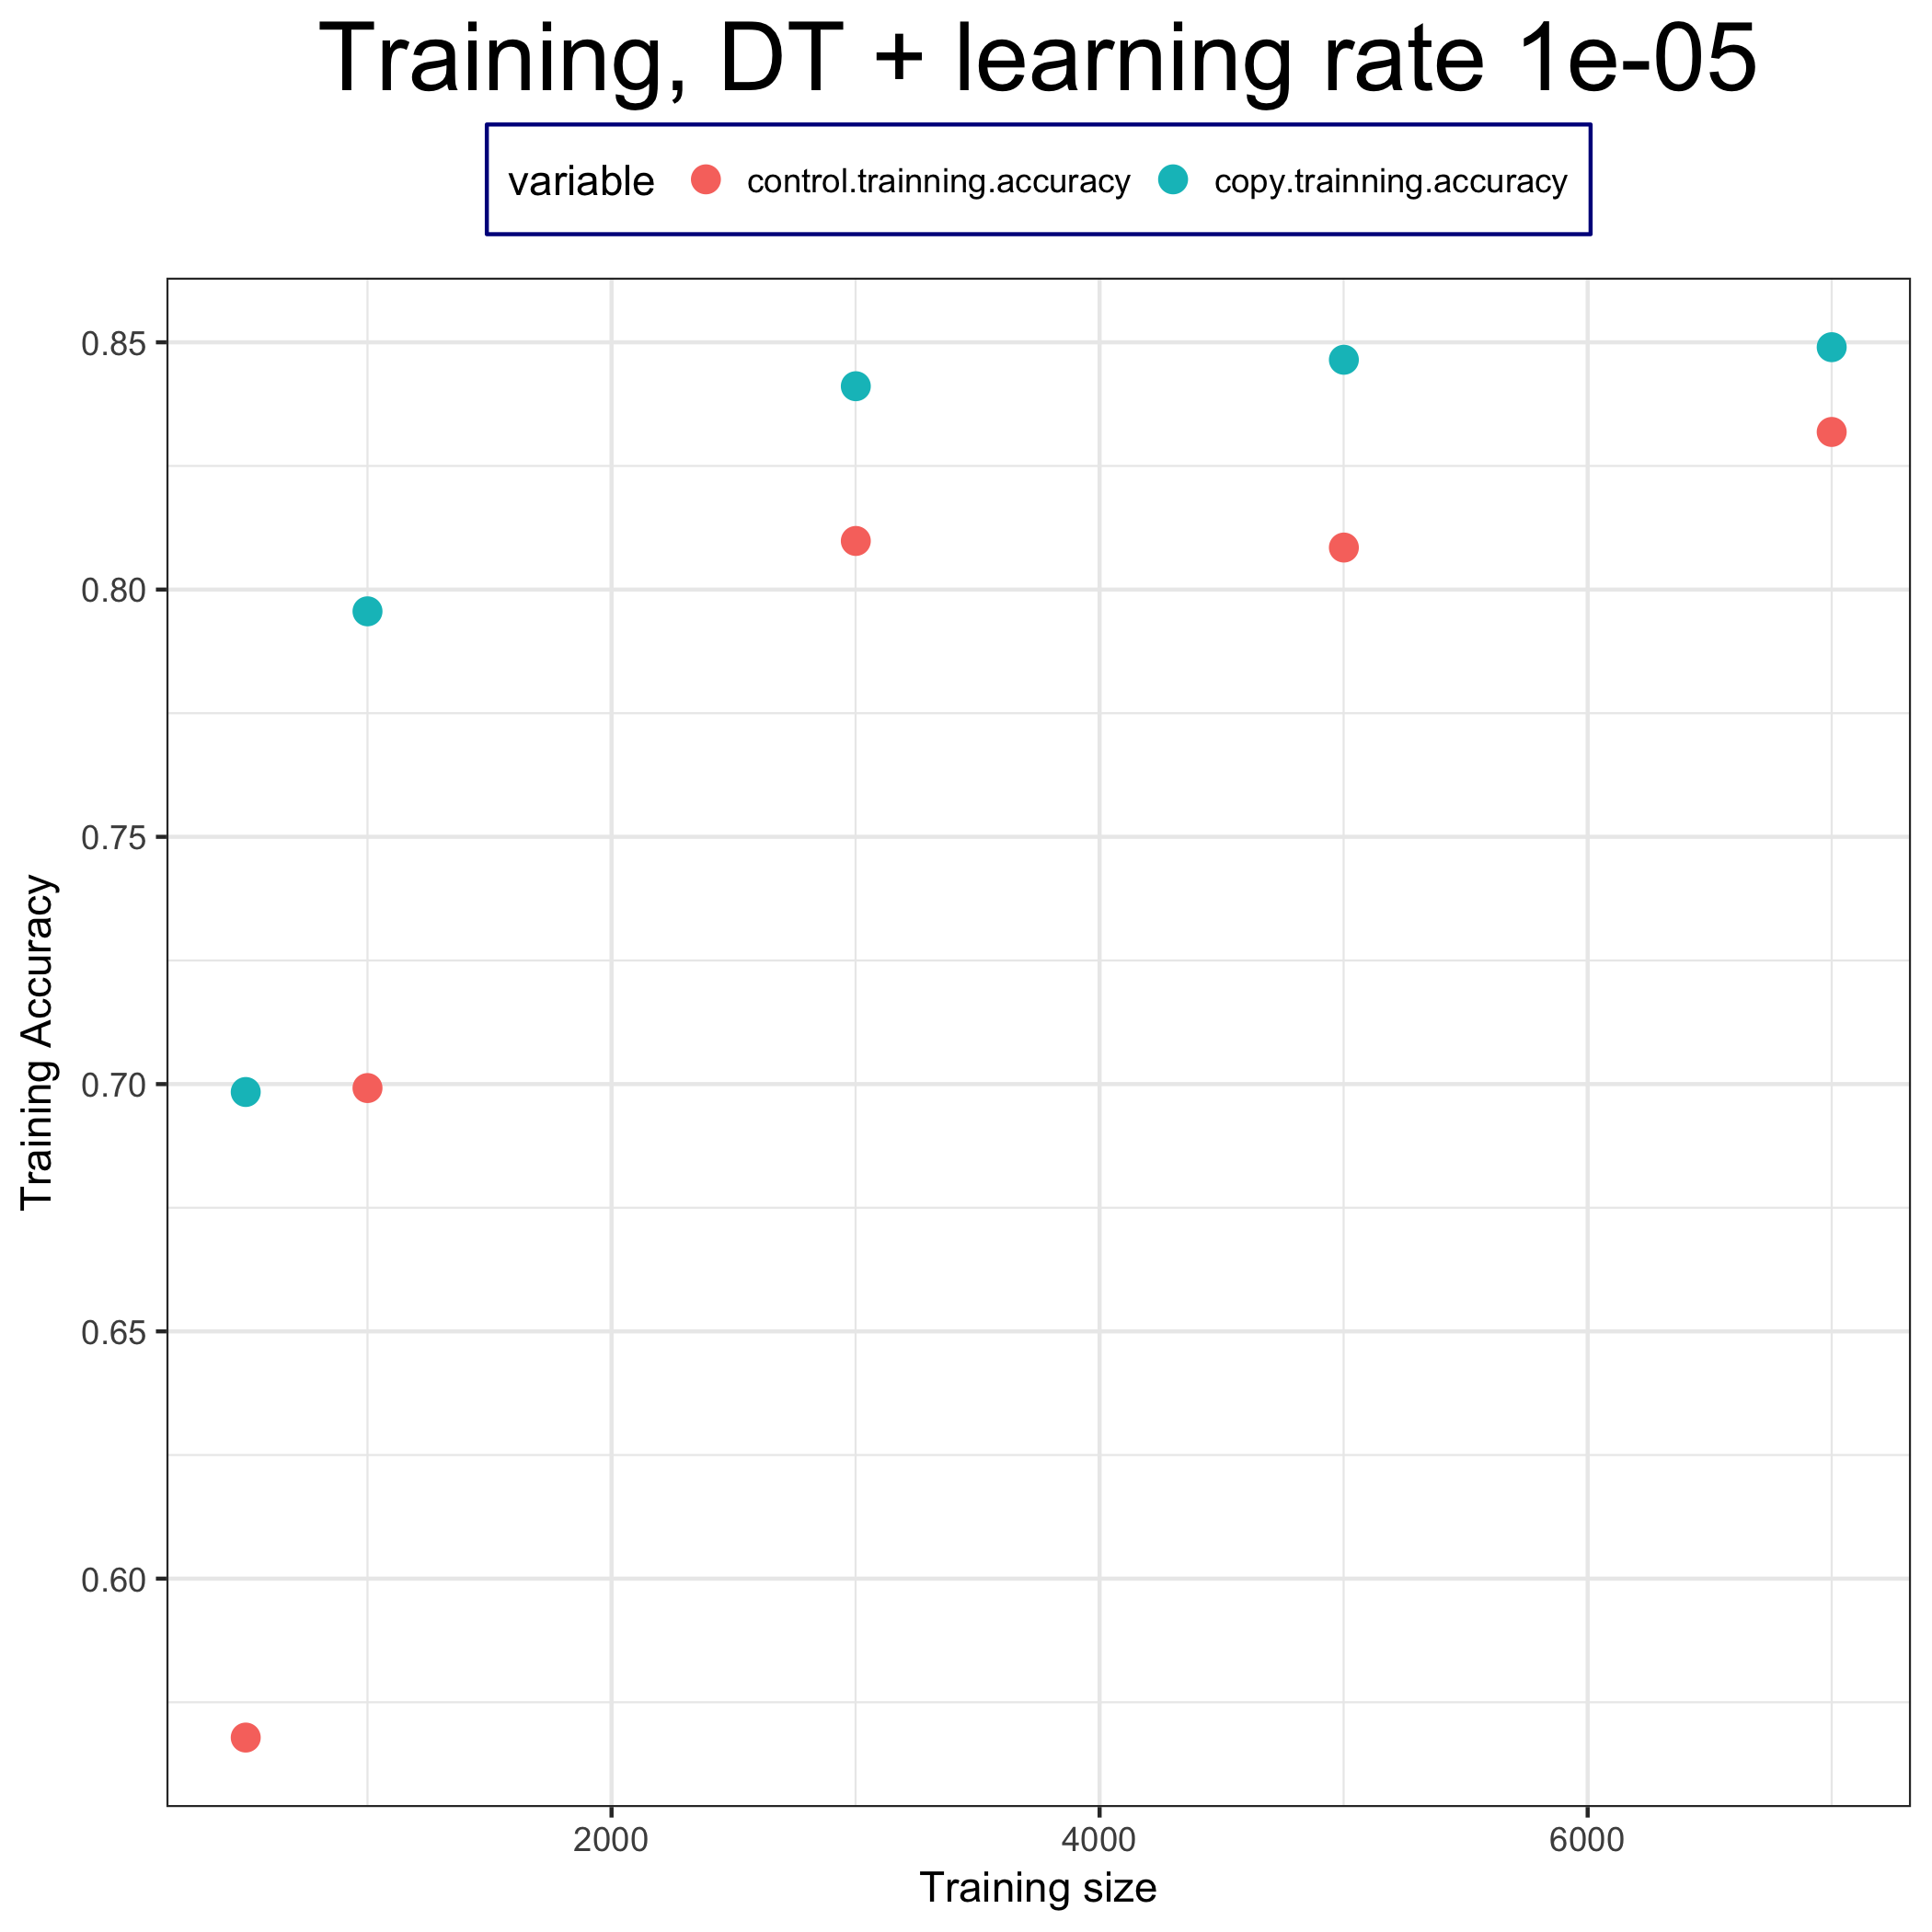 Training, DT + learning rate 1e-05
variable control.trainning.accuracy copy.trainning.accuracy
0.85
0.80
0.75
0.70
0.65
0.60
Training Accuracy
2000 4000 6000
Training size